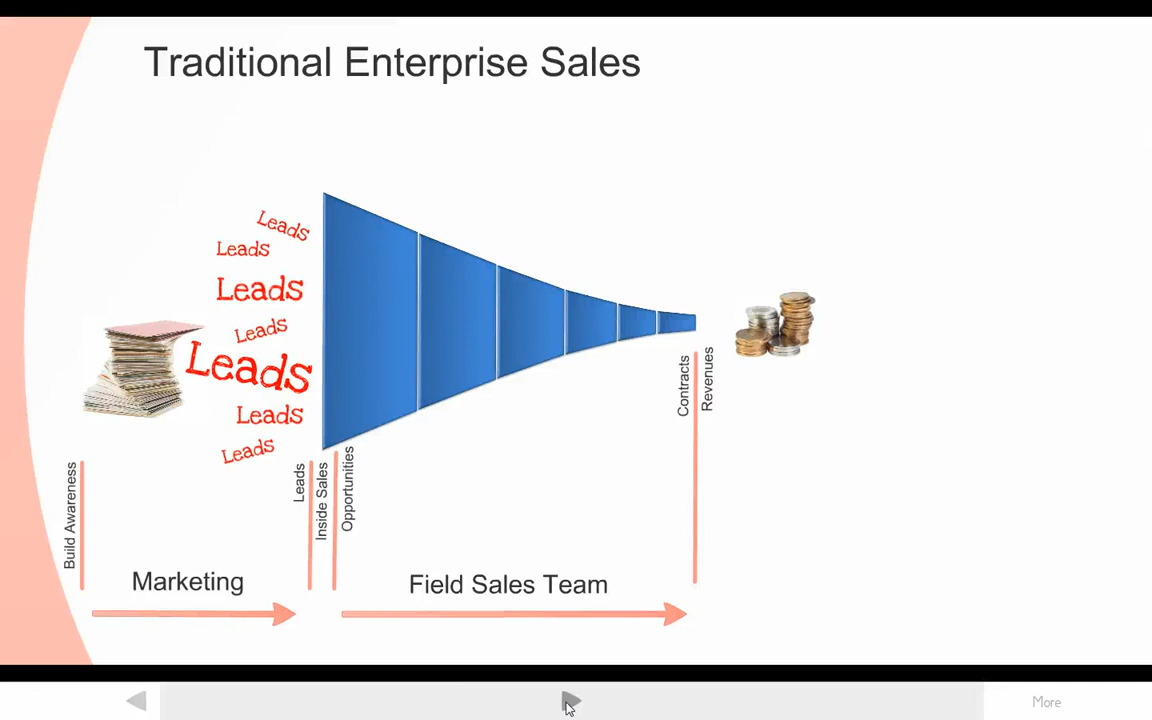 Traditional Enterprise Sales
Leads
Leads
Leads
Leads
Leads
Leads
Leads
Build Awareness
Leads
Inside Sales
Opportunities
Contracts
Revenues
Marketing
Field Sales Team
More